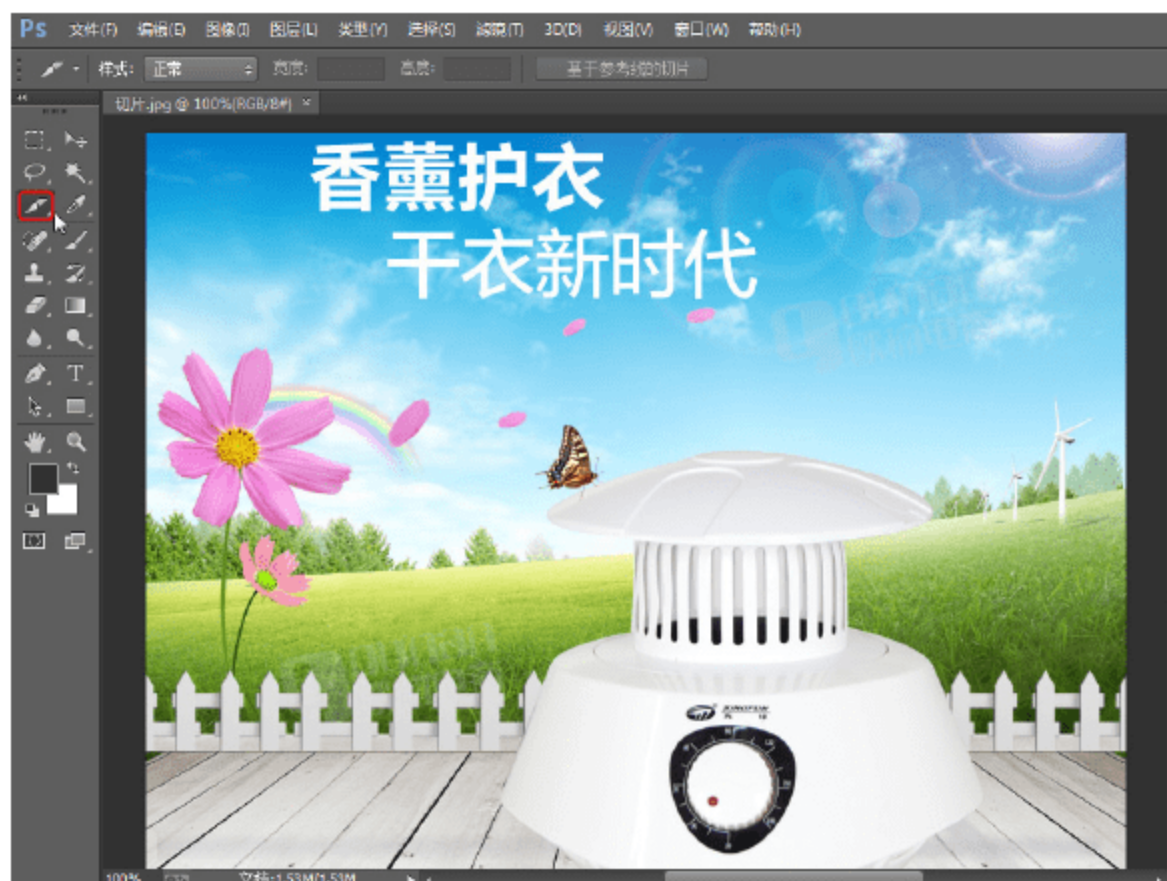 Ps 文件(F) 编辑(E) 图像(I) 图层(L) 类型(Y) 选择(S) 滤镜(T) 3D(D) 视图(V) 窗口(W) 帮助(H)
样式: 正常 宽度: 高度: 基于参考线的切片
切片.jpg @ 100%(RGB/8#) ×
香薰护衣
干衣新时代
T
100% 文档:1.53M/1.53M